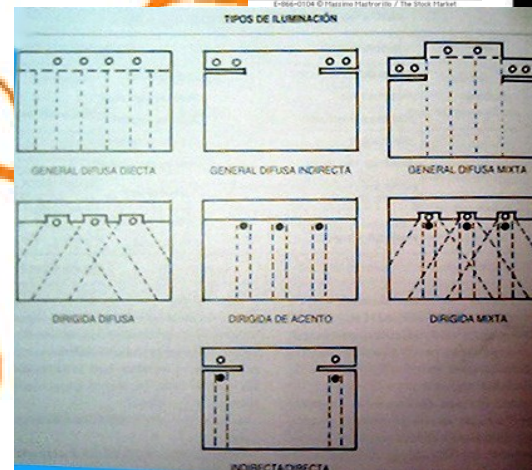 E-866-0104 © Massimo Mastrorillo / The Stock Market
TIPOS DE ILUMINACIÓN
GENERAL DIFUSA DIECTA
GENERAL DIFUSA INDIRECTA
GENERAL DIFUSA MIXTA
DIRIGIDA DIFUSA
DIRIGIDA DE ACENTO
DIRIGIDA MIXTA
INDIRECTA/DIRECTA